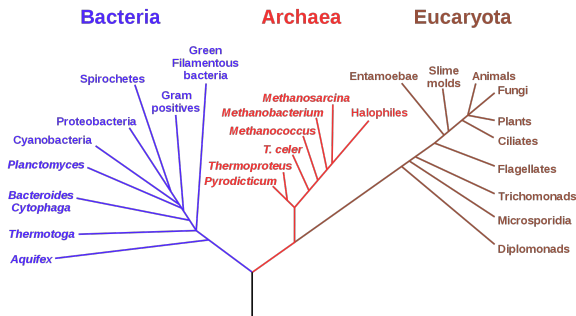 Bacteria
Archaea
Eucaryota
Green
Filamentous
bacteria
Spirochetes
Gram
positives
Proteobacteria
Cyanobacteria
Planctomyces
Bacteroides
Cytophaga
Thermotoga
Aquifex
Methanosarcina
Methanobacterium
Halophiles
Methanococcus
T. celer
Thermoproteus
Pyrodicticum
Entamoebae
Slime
molds
Animals
Fungi
Plants
Ciliates
Flagellates
Trichomonads
Microsporidia
Diplomonads